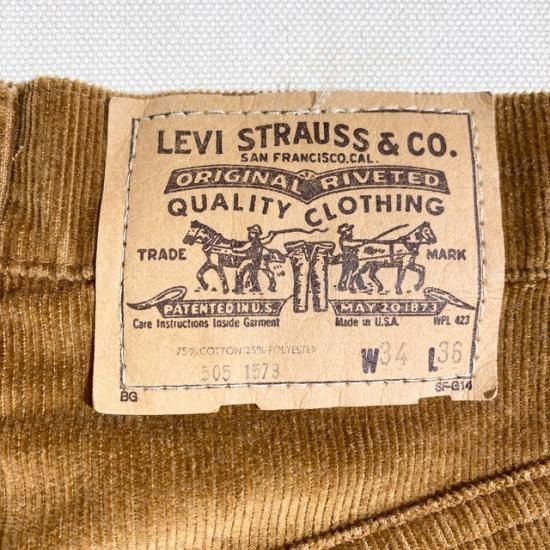 LEVI STRAUSS & CO.
SAN FRANCISCO, CAL.
ORIGINAL RIVETED
QUALITY CLOTHING
TRADE MARK
PATENTED IN U.S. MAY 20 1873
Care Instructions Inside Garment Made in U.S.A. WPL 423
75% COTTON 25% POLYESTER
505 1573 W34 L36
BG SF-G14